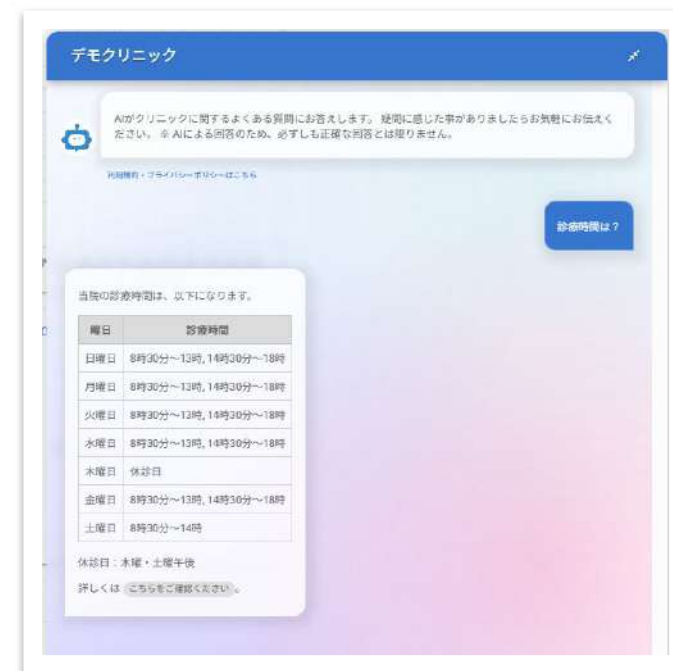 デモクリニック
AIがクリニックに関するよくある質問にお答えします。 疑問に感じた事がありましたらお気軽にお伝えく
ださい。 ※ AIによる回答のため、必ずしも正確な回答とは限りません。
利用規約・プライバシーポリシーはこちら
診療時間は？
当院の診療時間は、以下になります。
曜日 診療時間
日曜日 8時30分～13時, 14時30分～18時
月曜日 8時30分～13時, 14時30分～18時
火曜日 8時30分～13時, 14時30分～18時
水曜日 8時30分～13時, 14時30分～18時
木曜日 休診日
金曜日 8時30分～13時, 14時30分～18時
土曜日 8時30分～14時
休診日：木曜・土曜午後
詳しくは こちらをご確認ください 。